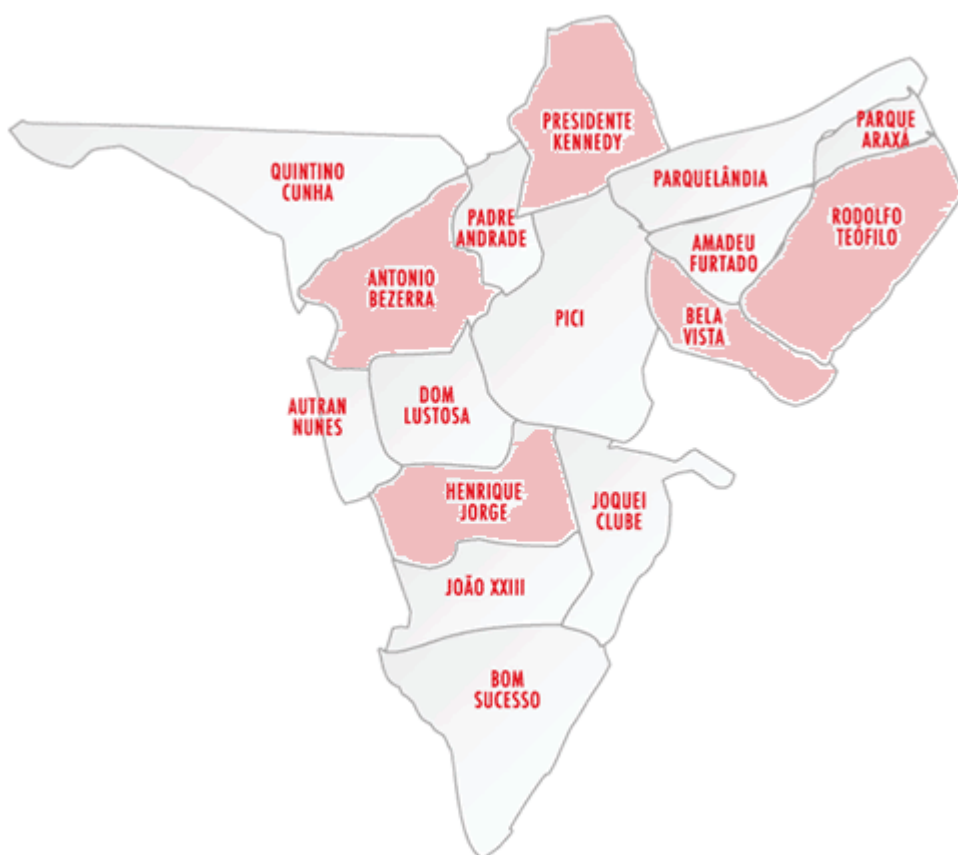 PRESIDENTE
KENNEDY
PARQUE
ARAXÁ
QUINTINO
CUNHA
PARQUELÂNDIA
PADRE
ANDRADE
RODOLFO
TEÓFILO
AMADEU
FURTADO
ANTONIO
BEZERRA
PICI
BELA
VISTA
DOM
LUSTOSA
AUTRAN
NUNES
HENRIQUE
JORGE
JOQUEI
CLUBE
JOÃO XXIII
BOM
SUCESSO